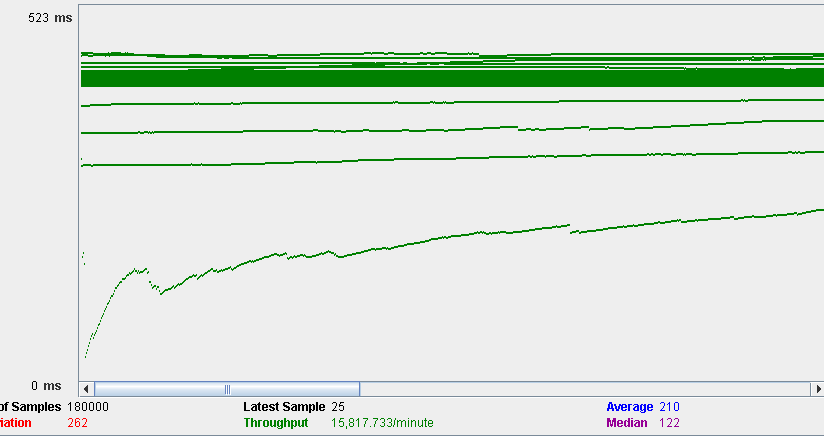 523 ms
0 ms
of Samples 180000 Latest Sample 25 Average 210
iation 262 Throughput 15,817.733/minute Median 122